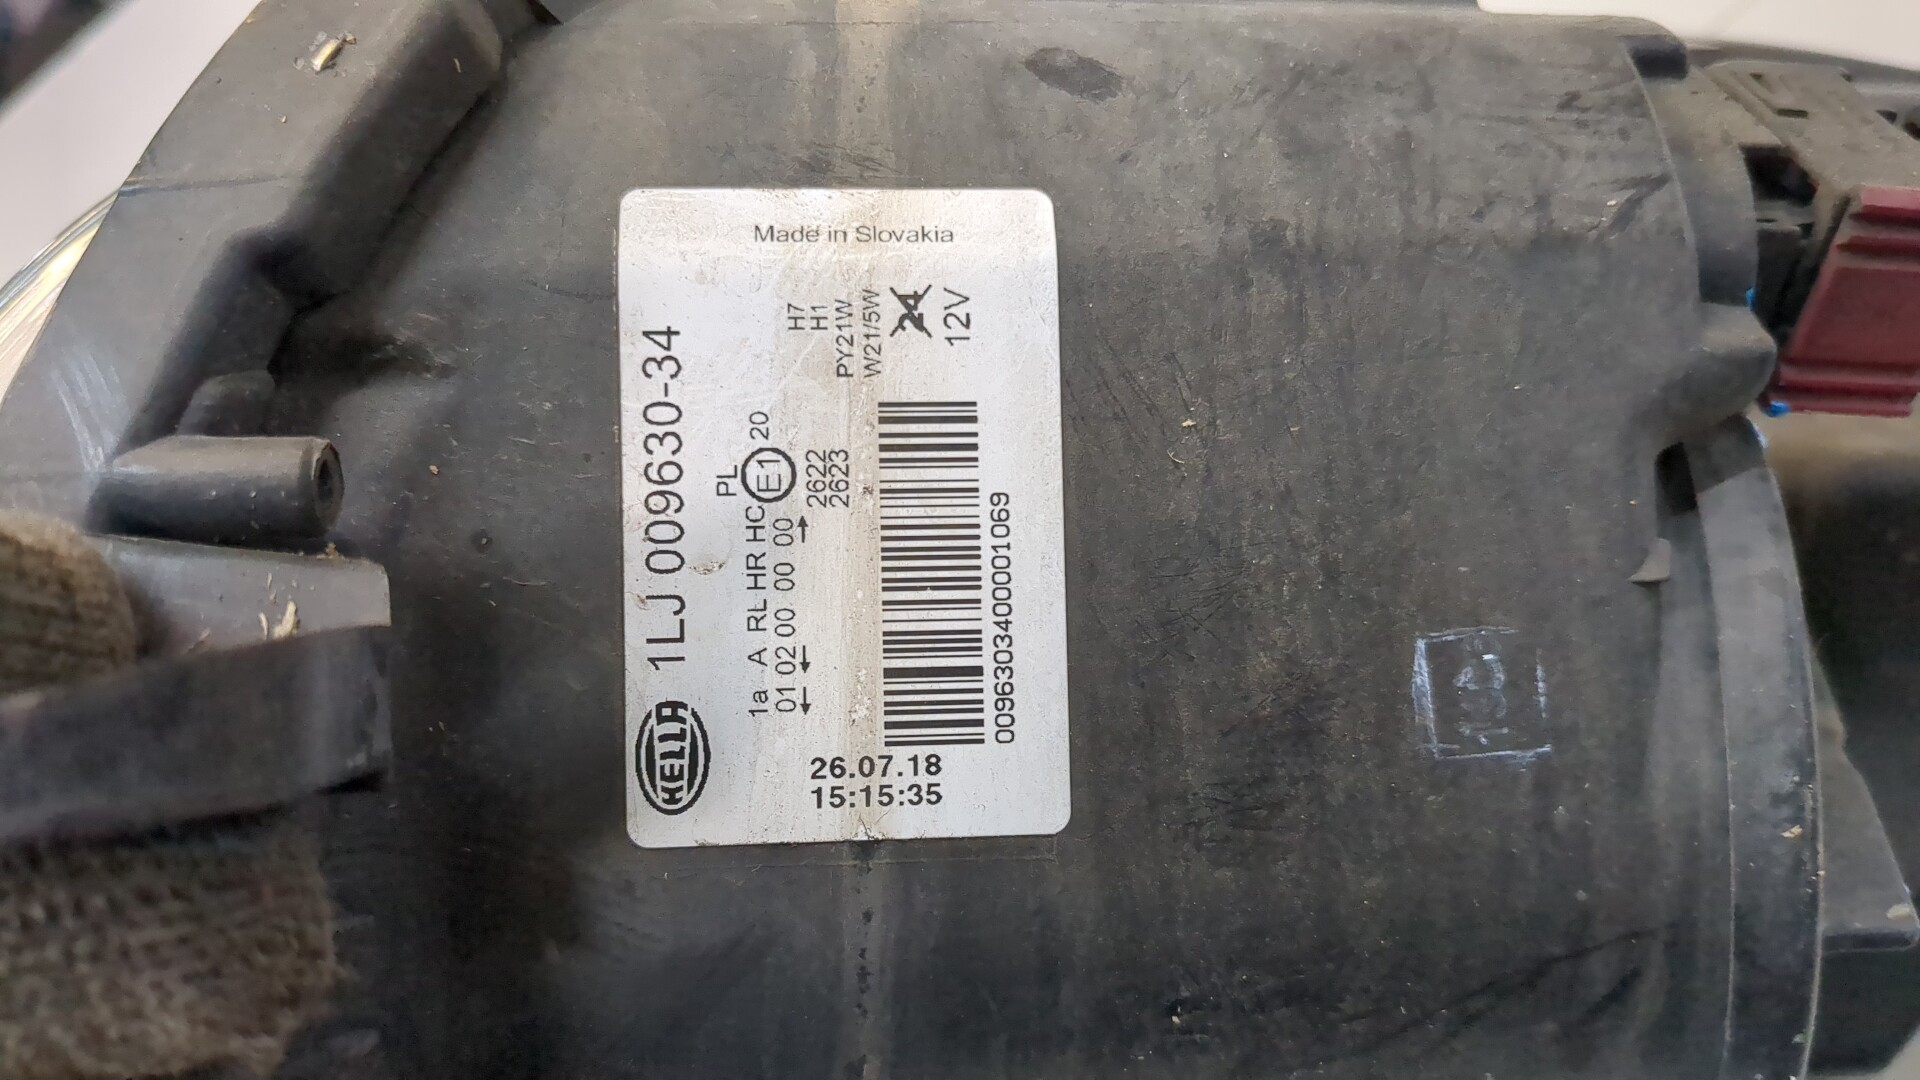 Made in Slovakia
HELLA
1LJ 009630-34
PL
1a A RL HR HC E1 20
01 02 00 00 00
← ← →
2622
2623
H7
H1
PY21W
W21/5W
24
12V
00963034000001069
26.07.18
15:15:35